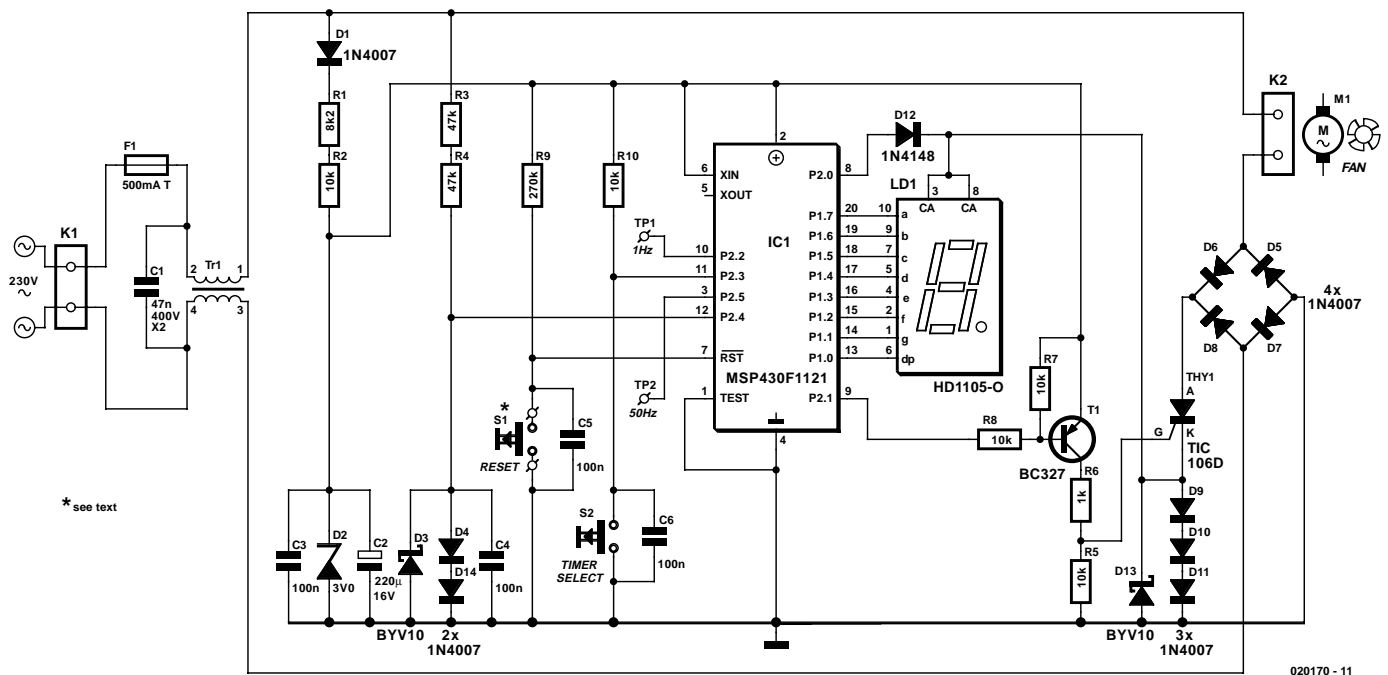 D1
1N4007
K2
M1
M
~
FAN
R1
8k2
R3
47k
F1
500mA T
R2
10k
R4
47k
R9
270k
R10
10k
K1
230V
~
C1
47n
400V
X2
Tr1
2
1
4
3
TP1
1Hz
TP2
50Hz
2
6
XIN
5
XOUT
10
P2.2
11
P2.3
3
P2.5
12
P2.4
7
RST
1
TEST
IC1
MSP430F1121
4
P2.0
8
P1.7
20
P1.6
19
P1.5
18
P1.4
17
P1.3
16
P1.2
15
P1.1
14
P1.0
13
P2.1
9
D12
1N4148
LD1
3
8
CA
CA
10
a
9
b
7
c
5
d
4
e
2
f
1
g
6
dp
HD1105-O
D6
D5
D8
D7
4x
1N4007
THY1
A
G
K
TIC
106D
R7
10k
R8
10k
T1
BC327
R6
1k
R5
10k
D9
D10
D11
D13
BYV10
3x
1N4007
*
S1
RESET
C5
100n
S2
TIMER
SELECT
C6
100n
* see text
C3
100n
D2
3V0
C2
220µ
16V
D3
D4
D14
C4
100n
BYV10
2x
1N4007
020170 - 11